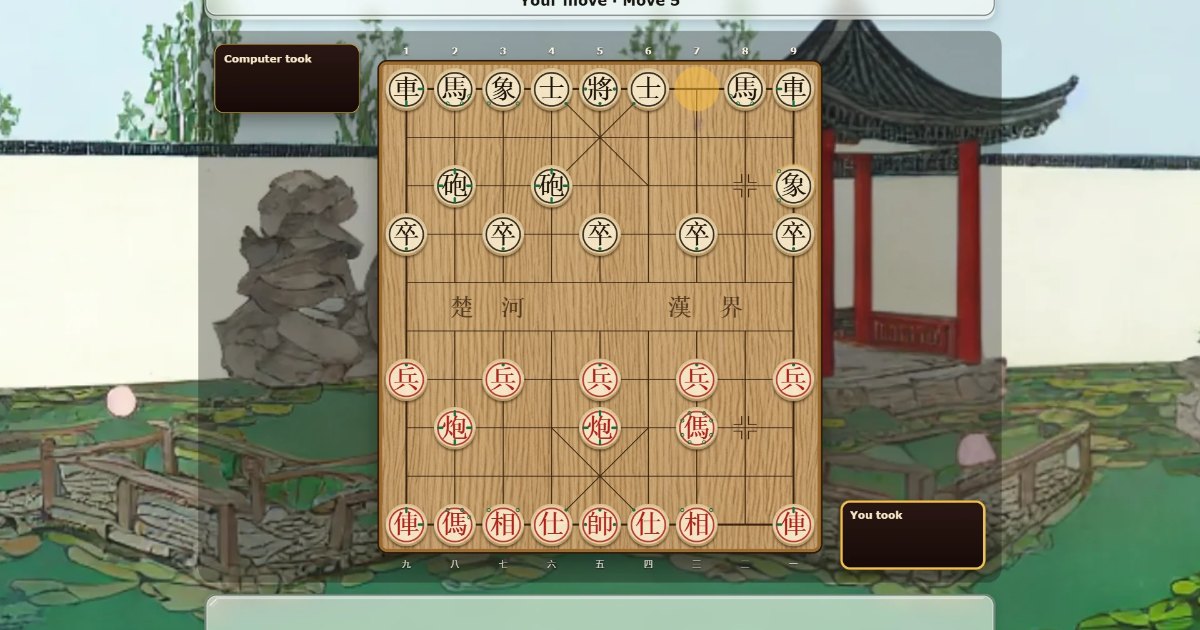 Your move · Move 5
Computer took
1 2 3 4 5 6 7 8 9
車 馬 象 士 將 士 馬 車
砲 砲 象
卒 卒 卒 卒 卒
楚 河 漢 界
兵 兵 兵 兵 兵
炮 炮 傌
俥 傌 相 仕 帥 仕 相 俥
You took
九 八 七 六 五 四 三 二 一